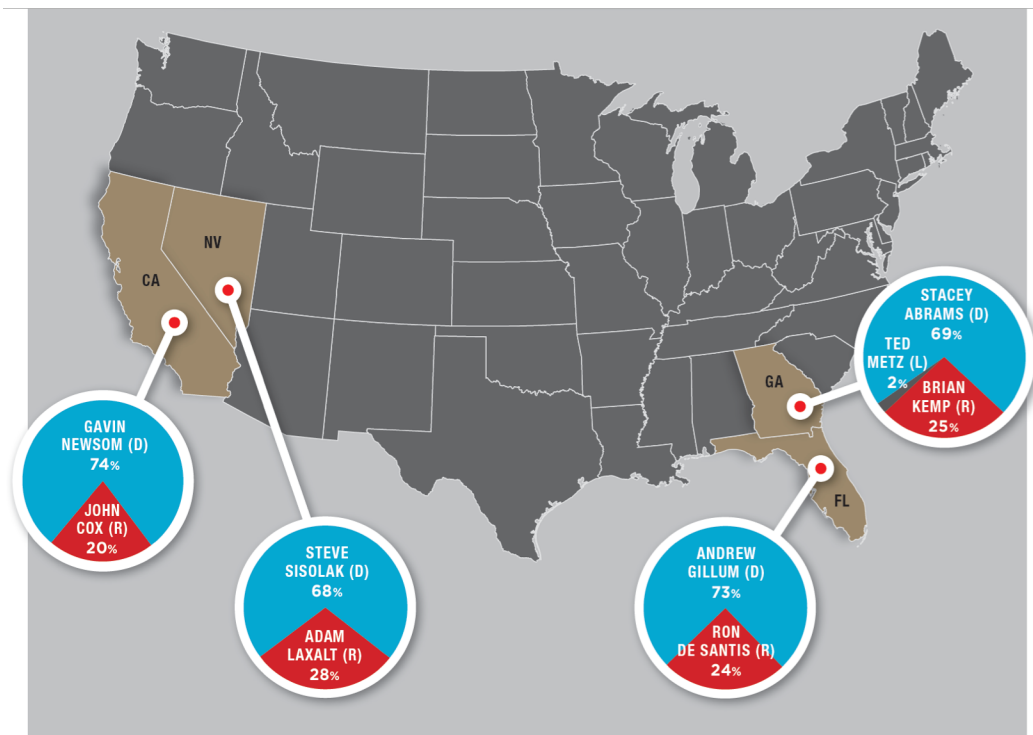 NV
CA
GA
FL
GAVIN
NEWSOM (D)
74%
JOHN
COX (R)
20%
STEVE
SISOLAK (D)
68%
ADAM
LAXALT (R)
28%
ANDREW
GILLUM (D)
73%
RON
DE SANTIS (R)
24%
STACEY
ABRAMS (D)
69%
TED
METZ (L)
2%
BRIAN
KEMP (R)
25%